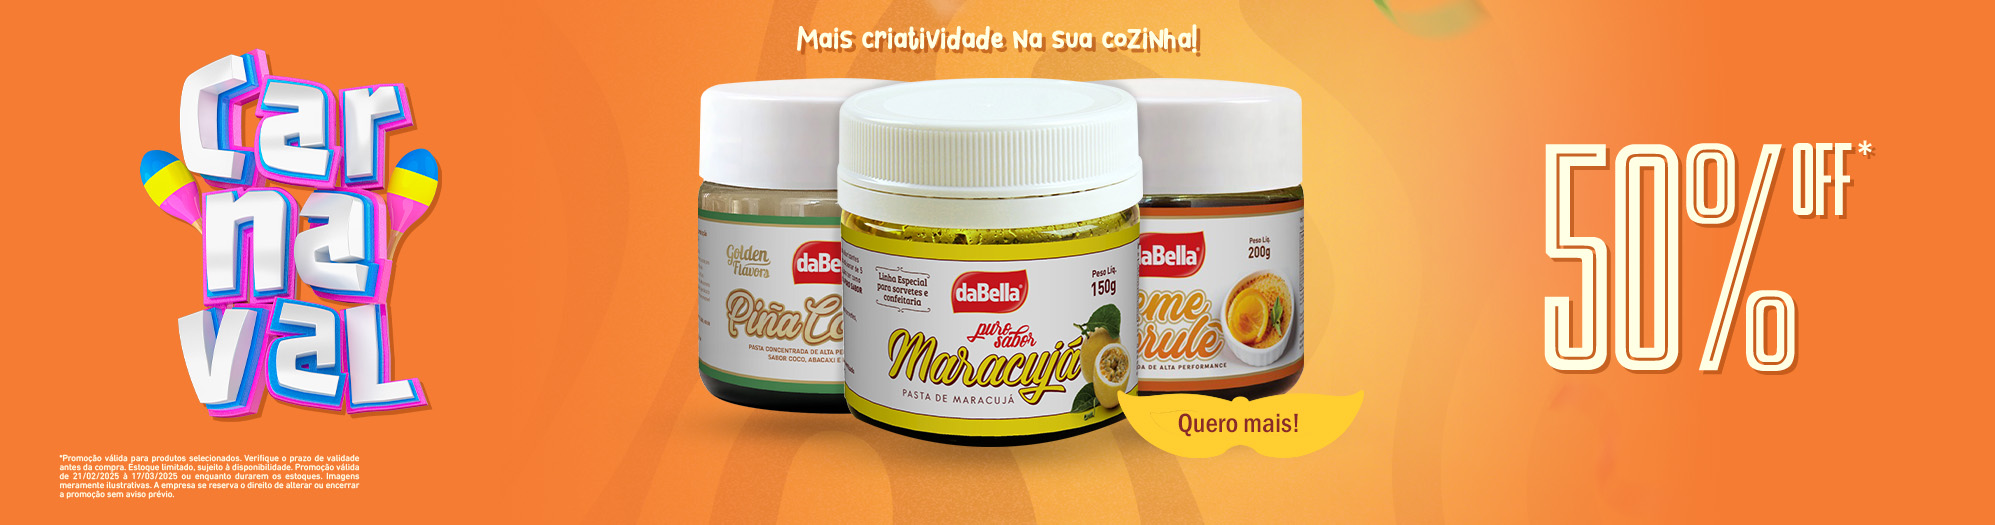 Mais criatividade na sua cozinha!
Car
na
val
Golden
Flavors
daBe
Piña Co
PASTA CONCENTRADA DE ALTA PE
SABOR COCO, ABACAXI E
Linha Especial
para sorvetes e
confeitaria
daBella
Peso Líq.
150g
puro
sabor
Maracujá
PASTA DE MARACUJÁ
aBella
Peso Líq.
200g
eme
erule
DA DE ALTA PERFORMANCE
Quero mais!
50% OFF*
*Promoção válida para produtos selecionados. Verifique o prazo de validade
antes da compra. Estoque limitado, sujeito à disponibilidade. Promoção válida
de 21/02/2025 à 17/03/2025 ou enquanto durarem os estoques. Imagens
meramente ilustrativas. A empresa se reserva o direito de alterar ou encerrar
a promoção sem aviso prévio.